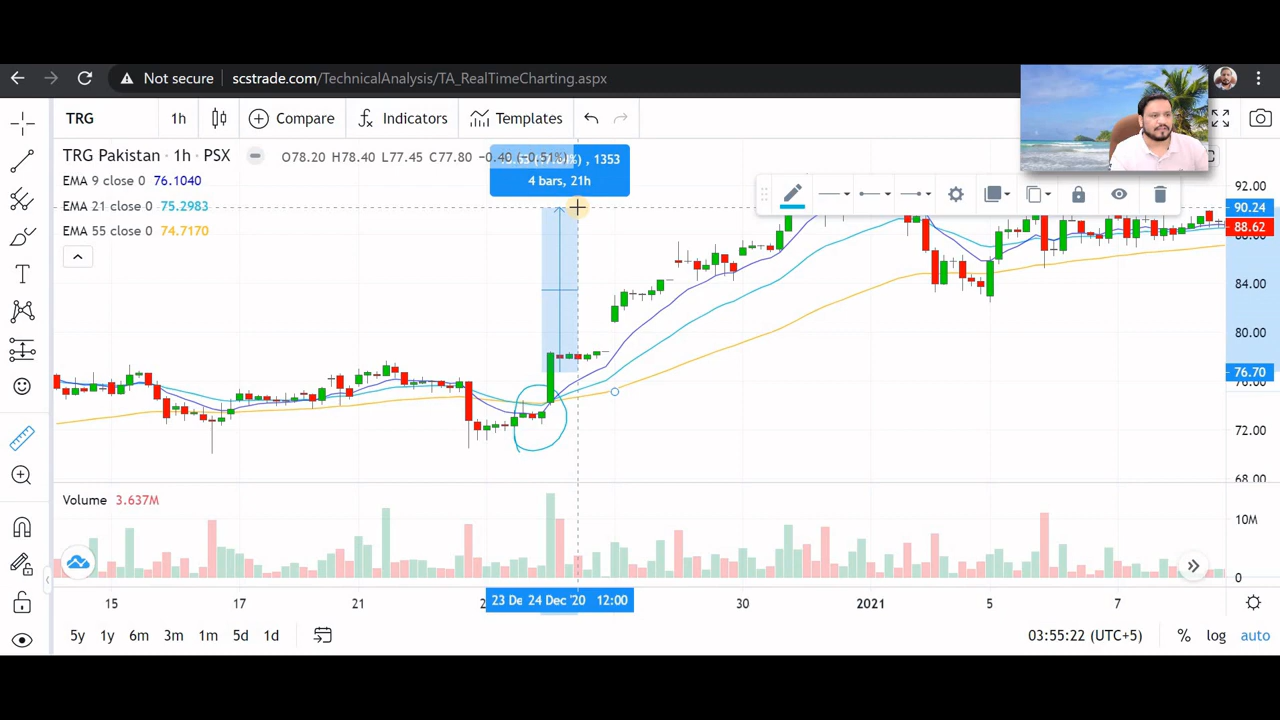 Not secure scstrade.com/TechnicalAnalysis/TA_RealTimeCharting.aspx
TRG 1h Compare Indicators Templates
TRG Pakistan · 1h · PSX O78.20 H78.40 L77.45 C77.80 −0.40 (−0.51%)
, 1353
4 bars, 21h
EMA 9 close 0 76.1040
EMA 21 close 0 75.2983
EMA 55 close 0 74.7170
92.00
90.24
88.62
84.00
80.00
76.70
76.00
72.00
68.00
Volume 3.637M
10M
0
15 17 21 23 24 Dec '20 12:00 30 2021 5 7
5y 1y 6m 3m 1m 5d 1d 03:55:22 (UTC+5) % log auto